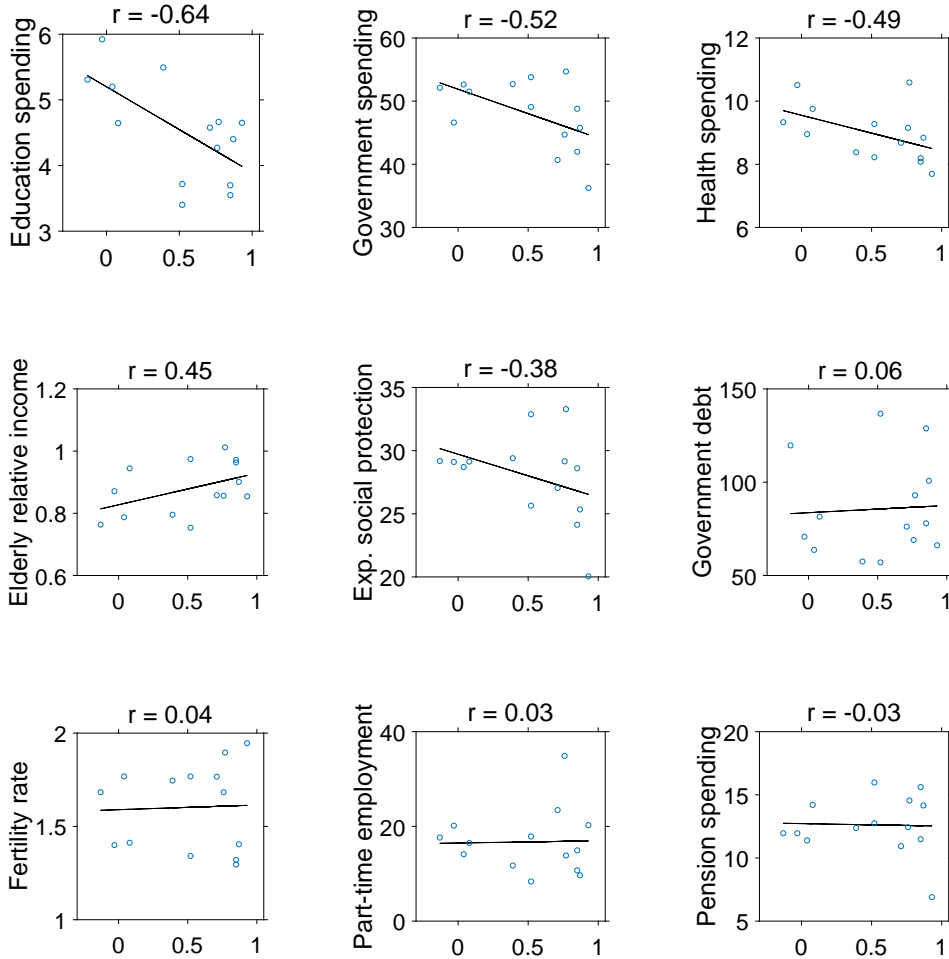 r = -0.64
Education spending
6
5
4
3
0 0.5 1
r = -0.52
Government spending
60
50
40
30
0 0.5 1
r = -0.49
Health spending
12
10
8
6
0 0.5 1
r = 0.45
Elderly relative income
1.2
1
0.8
0.6
0 0.5 1
r = -0.38
Exp. social protection
35
30
25
20
0 0.5 1
r = 0.06
Government debt
150
100
50
0 0.5 1
r = 0.04
Fertility rate
2
1.5
1
0 0.5 1
r = 0.03
Part-time employment
40
20
0
0 0.5 1
r = -0.03
Pension spending
20
15
10
5
0 0.5 1